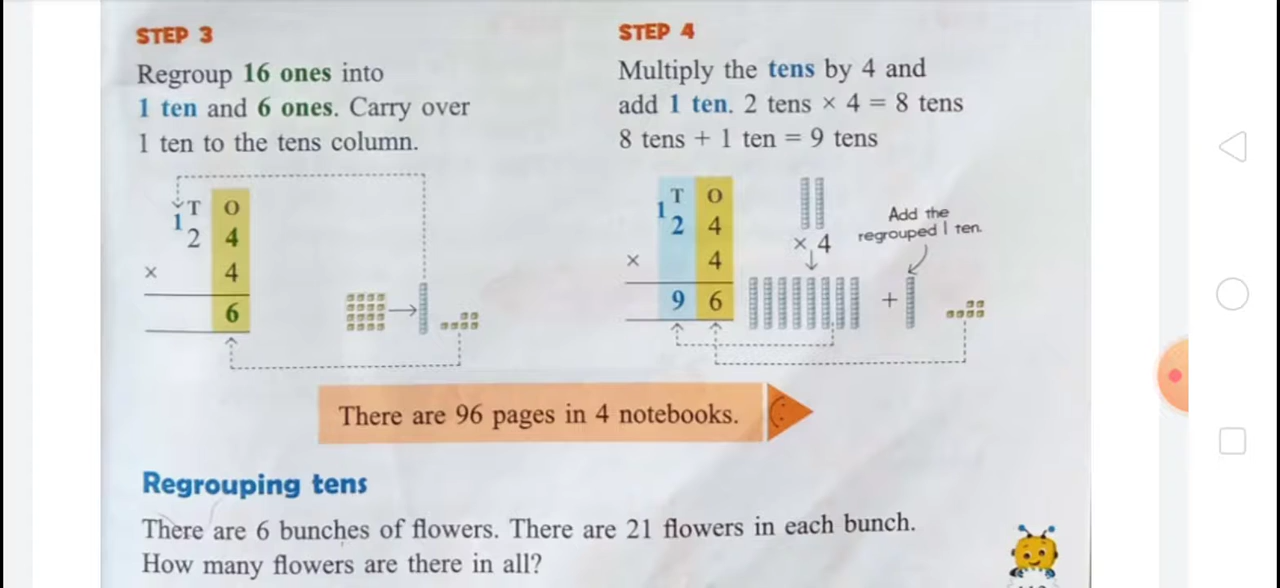 STEP 3
Regroup 16 ones into
1 ten and 6 ones. Carry over
1 ten to the tens column.
T O
1
2 4
× 4
6
STEP 4
Multiply the tens by 4 and
add 1 ten. 2 tens × 4 = 8 tens
8 tens + 1 ten = 9 tens
T O
1
2 4
× 4
9 6
× 4
Add the
regrouped 1 ten.
+
There are 96 pages in 4 notebooks.
Regrouping tens
There are 6 bunches of flowers. There are 21 flowers in each bunch.
How many flowers are there in all?